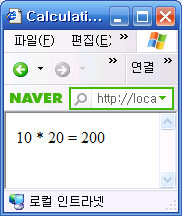 Calculati...
파일(F) 편집(E) »
» 연결 »
NAVER http://loca
10 * 20 = 200
로컬 인트라넷